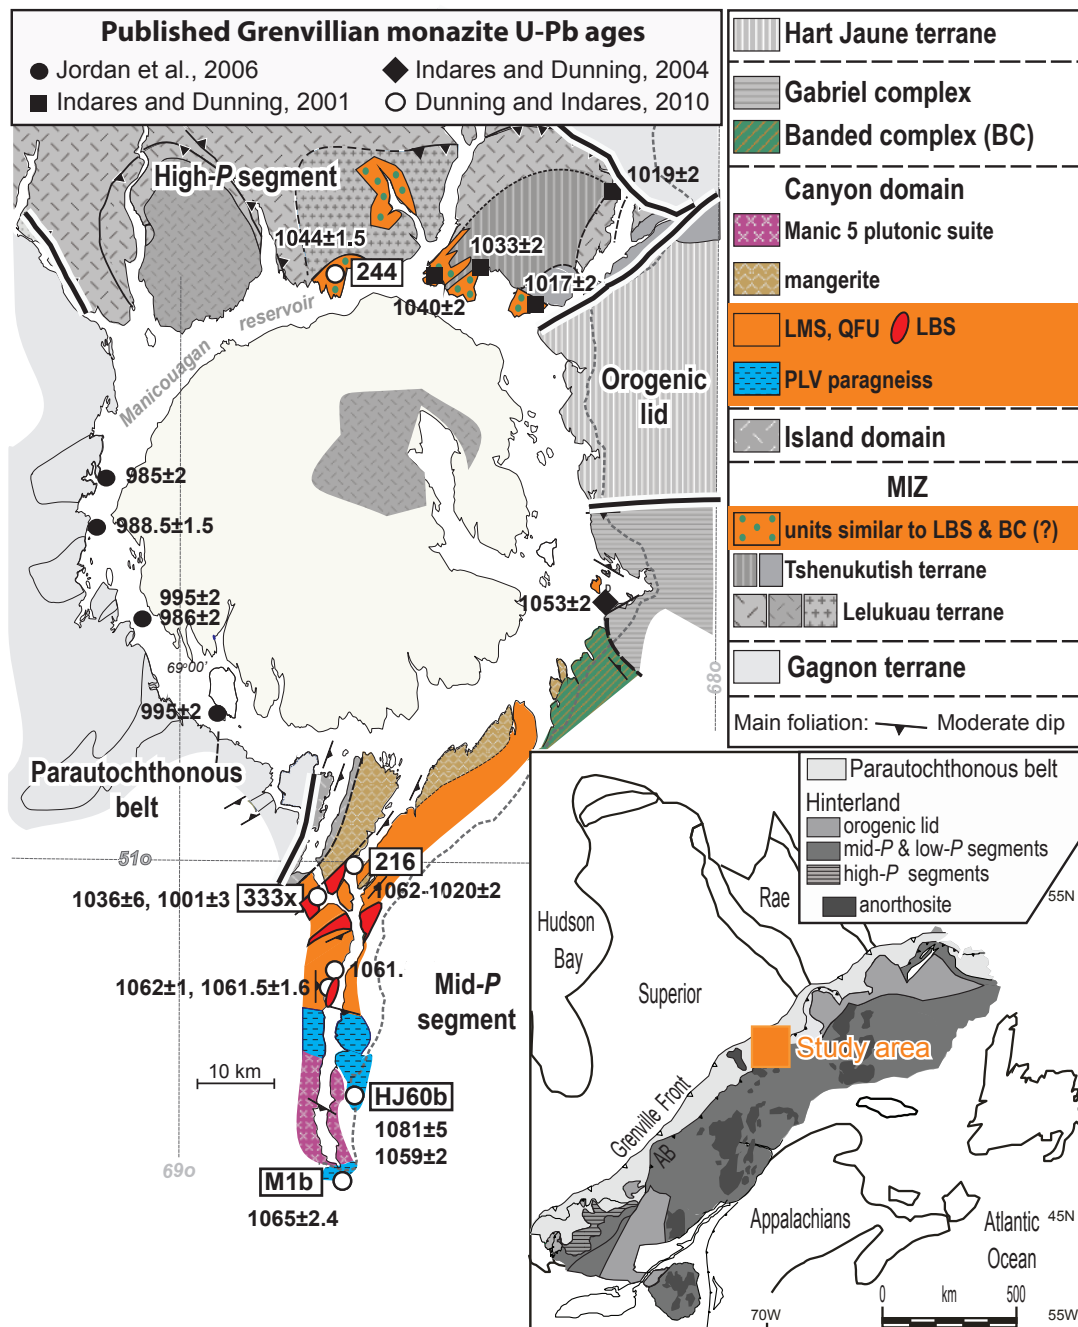 Published Grenvillian monazite U-Pb ages
Jordan et al., 2006
Indares and Dunning, 2004
Indares and Dunning, 2001
Dunning and Indares, 2010
High-P segment
1019±2
1044±1.5
244
1033±2
1040±2
1017±2
Manicouagan reservoir
Orogenic
lid
985±2
988.5±1.5
995±2
986±2
1053±2
69°00'
68o
995±2
Parautochthonous
belt
51o
216
1062-1020±2
1036±6, 1001±3
333x
1061.
1062±1, 1061.5±1.6
Mid-P
segment
10 km
HJ60b
1081±5
1059±2
69o
M1b
1065±2.4
Hart Jaune terrane
Gabriel complex
Banded complex (BC)
Canyon domain
Manic 5 plutonic suite
mangerite
LMS, QFU
LBS
PLV paragneiss
Island domain
MIZ
units similar to LBS & BC (?)
Tshenukutish terrane
Lelukuau terrane
Gagnon terrane
Main foliation:
Moderate dip
Parautochthonous belt
Hinterland
orogenic lid
mid-P & low-P segments
high-P segments
anorthosite
55N
Rae
Hudson
Bay
Superior
Study area
Grenville Front
AB
Appalachians
45N
Atlantic
Ocean
0 km 500
70W
55W